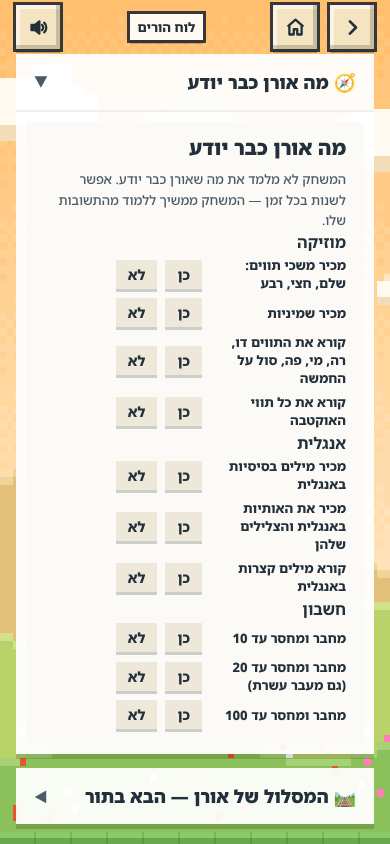 לוח הורים
🧭 מה אורן כבר יודע ▼
מה אורן כבר יודע
המשחק לא מלמד את מה שאורן כבר יודע. אפשר
לשנות בכל זמן — המשחק ממשיך ללמוד מהתשובות
שלו.
מוזיקה
מכיר משכי תווים:
שלם, חצי, רבע
כן
לא
מכיר שמיניות
כן
לא
קורא את התווים דו,
רה, מי, פה, סול על
החמשה
כן
לא
קורא את כל תווי
האוקטבה
כן
לא
אנגלית
מכיר מילים בסיסיות
באנגלית
כן
לא
מכיר את האותיות
באנגלית והצלילים
שלהן
כן
לא
קורא מילים קצרות
באנגלית
כן
לא
חשבון
מחבר ומחסר עד 10
כן
לא
מחבר ומחסר עד 20
(גם מעבר עשרת)
כן
לא
מחבר ומחסר עד 100
כן
לא
🛤️ המסלול של אורן — הבא בתור ◀